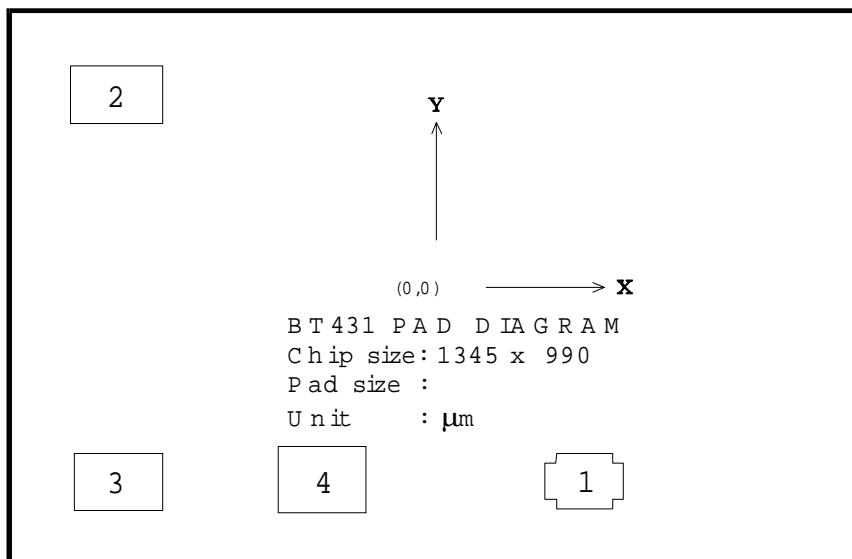 2
Y
(0,0)
X
BT431 PAD DIAGRAM
Chip size: 1345 x 990
Pad size :
Unit : μm
3
4
1